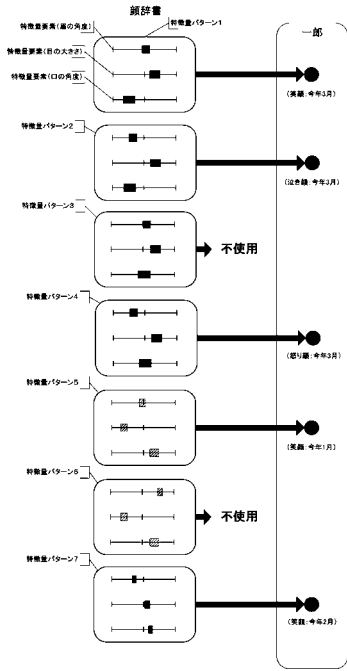 顔辞書
特徴量パターン1
一郎
特徴量要素(眉の角度)
特徴量要素(目の大きさ)
特徴量要素(口の角度)
(笑顔:今年3月)
特徴量パターン2
(泣き顔:今年3月)
特徴量パターン3
不使用
特徴量パターン4
(怒り顔:今年3月)
特徴量パターン5
(笑顔:今年1月)
特徴量パターン6
不使用
特徴量パターン7
(笑顔:今年2月)